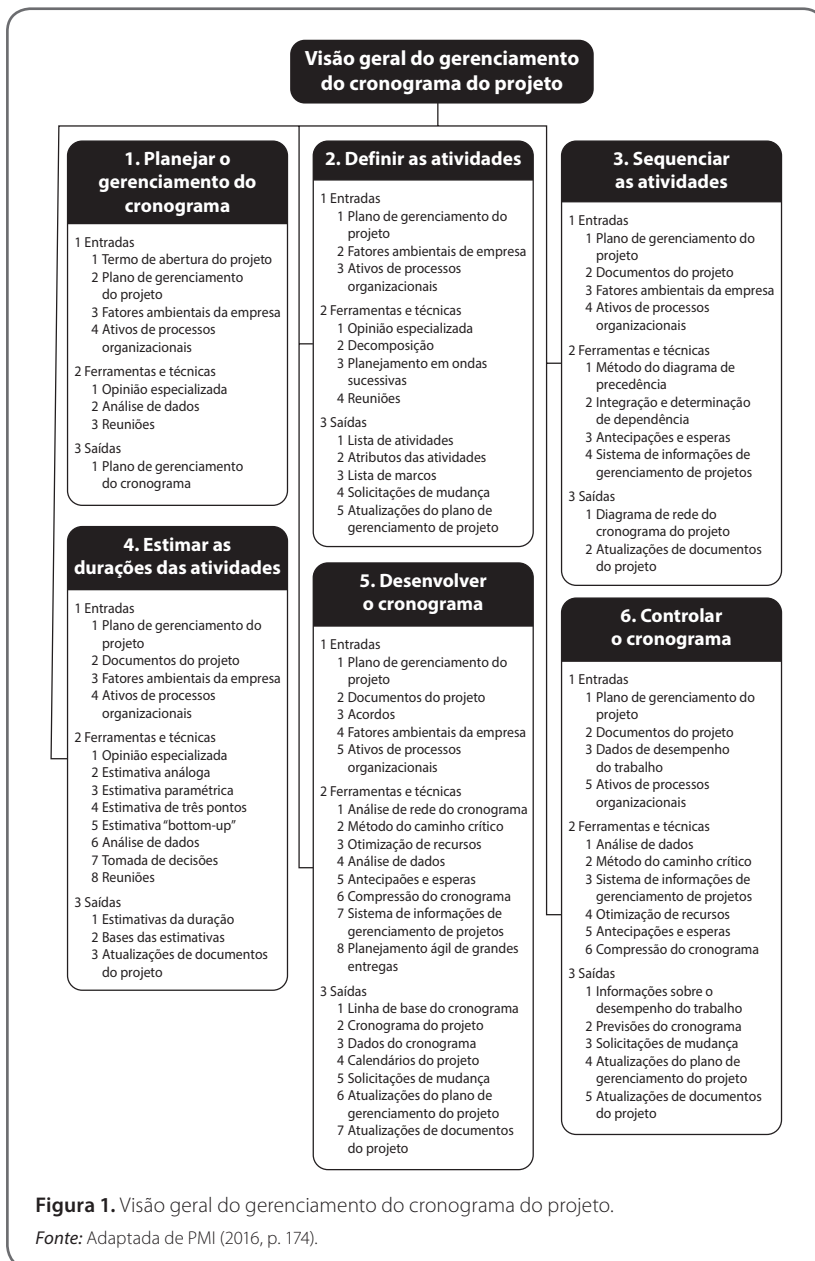 Visão geral do gerenciamento
do cronograma do projeto
1. Planejar o
gerenciamento do
cronograma
1 Entradas
1 Termo de abertura do projeto
2 Plano de gerenciamento
do projeto
3 Fatores ambientais da empresa
4 Ativos de processos
organizacionais
2 Ferramentas e técnicas
1 Opinião especializada
2 Análise de dados
3 Reuniões
3 Saídas
1 Plano de gerenciamento
do cronograma
2. Definir as atividades
1 Entradas
1 Plano de gerenciamento do
projeto
2 Fatores ambientais de empresa
3 Ativos de processos
organizacionais
2 Ferramentas e técnicas
1 Opinião especializada
2 Decomposição
3 Planejamento em ondas
sucessivas
4 Reuniões
3 Saídas
1 Lista de atividades
2 Atributos das atividades
3 Lista de marcos
4 Solicitações de mudança
5 Atualizações do plano de
gerenciamento de projeto
3. Sequenciar
as atividades
1 Entradas
1 Plano de gerenciamento do
projeto
2 Documentos do projeto
3 Fatores ambientais da empresa
4 Ativos de processos
organizacionais
2 Ferramentas e técnicas
1 Método do diagrama de
precedência
2 Integração e determinação
de dependência
3 Antecipações e esperas
4 Sistema de informações de
gerenciamento de projetos
3 Saídas
1 Diagrama de rede do
cronograma do projeto
2 Atualizações de documentos
do projeto
4. Estimar as
durações das atividades
1 Entradas
1 Plano de gerenciamento do
projeto
2 Documentos do projeto
3 Fatores ambientais da empresa
4 Ativos de processos
organizacionais
2 Ferramentas e técnicas
1 Opinião especializada
2 Estimativa análoga
3 Estimativa paramétrica
4 Estimativa de três pontos
5 Estimativa “bottom-up”
6 Análise de dados
7 Tomada de decisões
8 Reuniões
3 Saídas
1 Estimativas da duração
2 Bases das estimativas
3 Atualizações de documentos
do projeto
5. Desenvolver
o cronograma
1 Entradas
1 Plano de gerenciamento do
projeto
2 Documentos do projeto
3 Acordos
4 Fatores ambientais da empresa
5 Ativos de processos
organizacionais
2 Ferramentas e técnicas
1 Análise de rede do cronograma
2 Método do caminho crítico
3 Otimização de recursos
4 Análise de dados
5 Antecipaões e esperas
6 Compressão do cronograma
7 Sistema de informações de
gerenciamento de projetos
8 Planejamento ágil de grandes
entregas
3 Saídas
1 Linha de base do cronograma
2 Cronograma do projeto
3 Dados do cronograma
4 Calendários do projeto
5 Solicitações de mudança
6 Atualizações do plano de
gerenciamento do projeto
7 Atualizações de documentos
do projeto
6. Controlar
o cronograma
1 Entradas
1 Plano de gerenciamento do
projeto
2 Documentos do projeto
3 Dados de desempenho
do trabalho
5 Ativos de processos
organizacionais
2 Ferramentas e técnicas
1 Análise de dados
2 Método do caminho crítico
3 Sistema de informações de
gerenciamento de projetos
4 Otimização de recursos
5 Antecipações e esperas
6 Compressão do cronograma
3 Saídas
1 Informações sobre o
desempenho do trabalho
2 Previsões do cronograma
3 Solicitações de mudança
4 Atualizações do plano de
gerenciamento do projeto
5 Atualizações de documentos
do projeto
Figura 1. Visão geral do gerenciamento do cronograma do projeto.
Fonte: Adaptada de PMI (2016, p. 174).